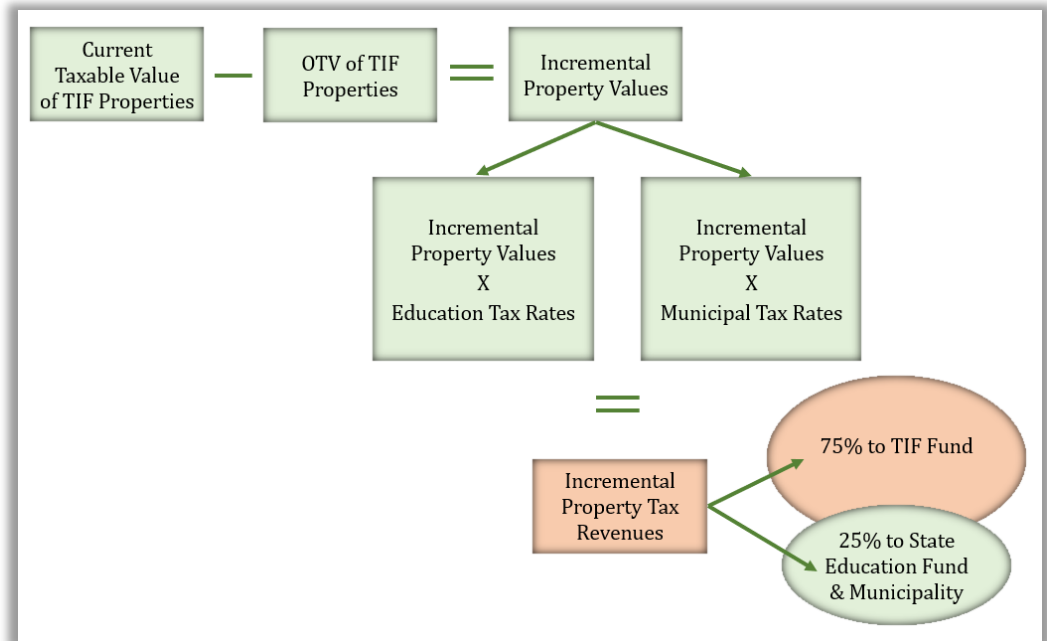 Current
Taxable Value
of TIF Properties
OTV of TIF
Properties
Incremental
Property Values
Incremental
Property Values
X
Education Tax Rates
Incremental
Property Values
X
Municipal Tax Rates
Incremental
Property Tax
Revenues
75% to TIF Fund
25% to State
Education Fund
& Municipality